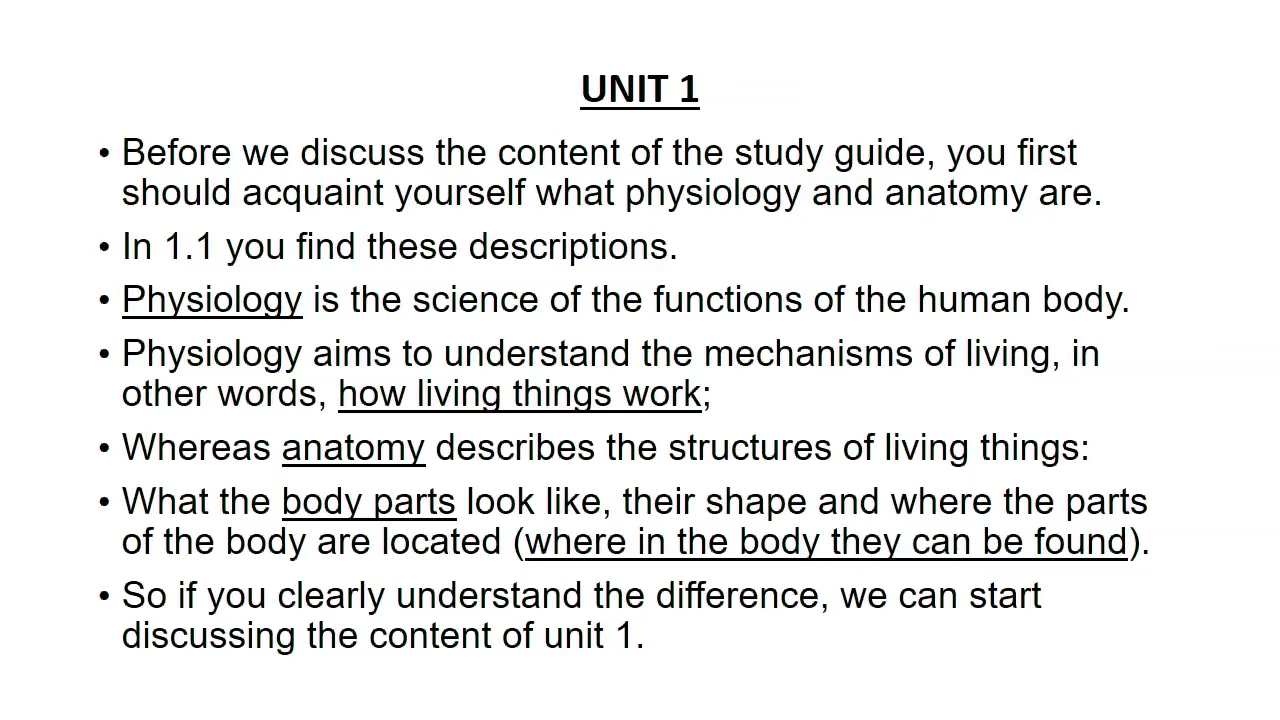 UNIT 1
• Before we discuss the content of the study guide, you first
should acquaint yourself what physiology and anatomy are.
• In 1.1 you find these descriptions.
• Physiology is the science of the functions of the human body.
• Physiology aims to understand the mechanisms of living, in
other words, how living things work;
• Whereas anatomy describes the structures of living things:
• What the body parts look like, their shape and where the parts
of the body are located (where in the body they can be found).
• So if you clearly understand the difference, we can start
discussing the content of unit 1.